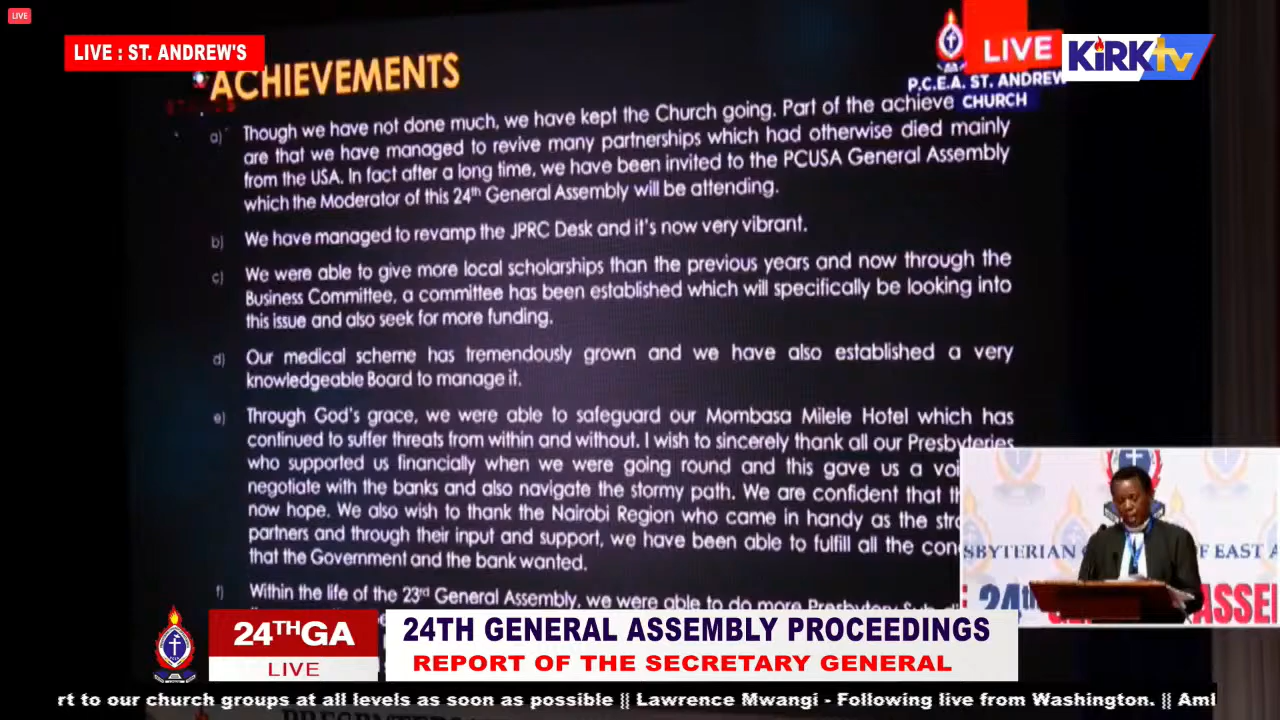 LIVE
LIVE : ST. ANDREW'S
LIVE
KiRKtv
P.C.E.A. ST. ANDREW
CHURCH
ACHIEVEMENTS
a) Though we have not done much, we have kept the Church going. Part of the achieve
are that we have managed to revive many partnerships which had otherwise died mainly
from the USA. In fact after a long time, we have been invited to the PCUSA General Assembly
which the Moderator of this 24th General Assembly will be attending.
b) We have managed to revamp the JPRC Desk and it's now very vibrant.
c) We were able to give more local scholarships than the previous years and now through the
Business Committee, a committee has been established which will specifically be looking into
this issue and also seek for more funding.
d) Our medical scheme has tremendously grown and we have also established a very
knowledgeable Board to manage it.
e) Through God's grace, we were able to safeguard our Mombasa Milele Hotel which has
continued to suffer threats from within and without. I wish to sincerely thank all our Presbyteries
who supported us financially when we were going round and this gave us a voi
negotiate with the banks and also navigate the stormy path. We are confident that th
now hope. We also wish to thank the Nairobi Region who came in handy as the stro
partners and through their input and support, we have been able to fulfill all the con
that the Government and the bank wanted.
f) Within the life of the 23rd General Assembly, we were able to do more Presbytery Sub
SBYTERIAN OF EAST A
24th ASSE
24TH GA
LIVE
24TH GENERAL ASSEMBLY PROCEEDINGS
REPORT OF THE SECRETARY GENERAL
rt to our church groups at all levels as soon as possible || Lawrence Mwangi - Following live from Washington. || Aml